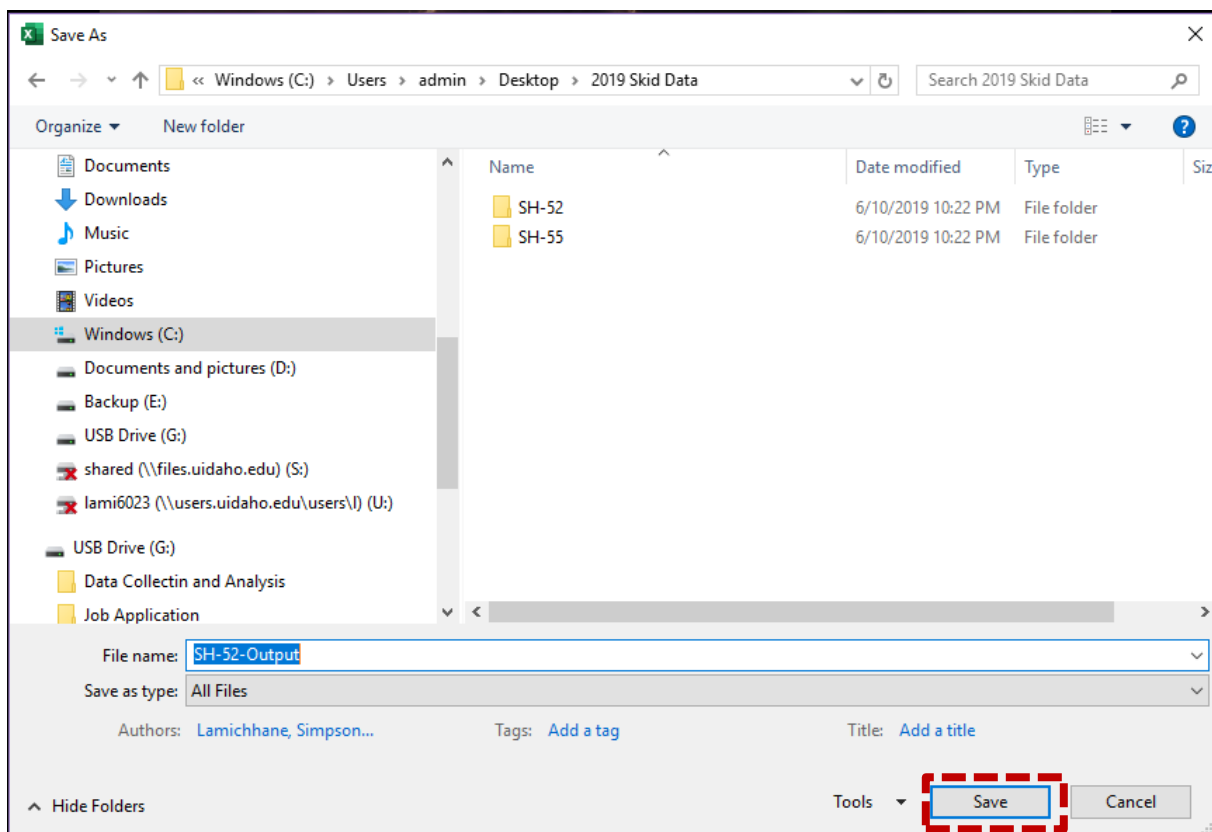 Save As
« Windows (C:) › Users › admin › Desktop › 2019 Skid Data
Search 2019 Skid Data
Organize
New folder
Documents
Downloads
Music
Pictures
Videos
Windows (C:)
Documents and pictures (D:)
Backup (E:)
USB Drive (G:)
shared (\\files.uidaho.edu) (S:)
lami6023 (\\users.uidaho.edu\users\l) (U:)
USB Drive (G:)
Data Collectin and Analysis
Job Application
Name Date modified Type Siz
SH-52 6/10/2019 10:22 PM File folder
SH-55 6/10/2019 10:22 PM File folder
File name: SH-52-Output
Save as type: All Files
Authors: Lamichhane, Simpson... Tags: Add a tag Title: Add a title
Hide Folders Tools Save Cancel